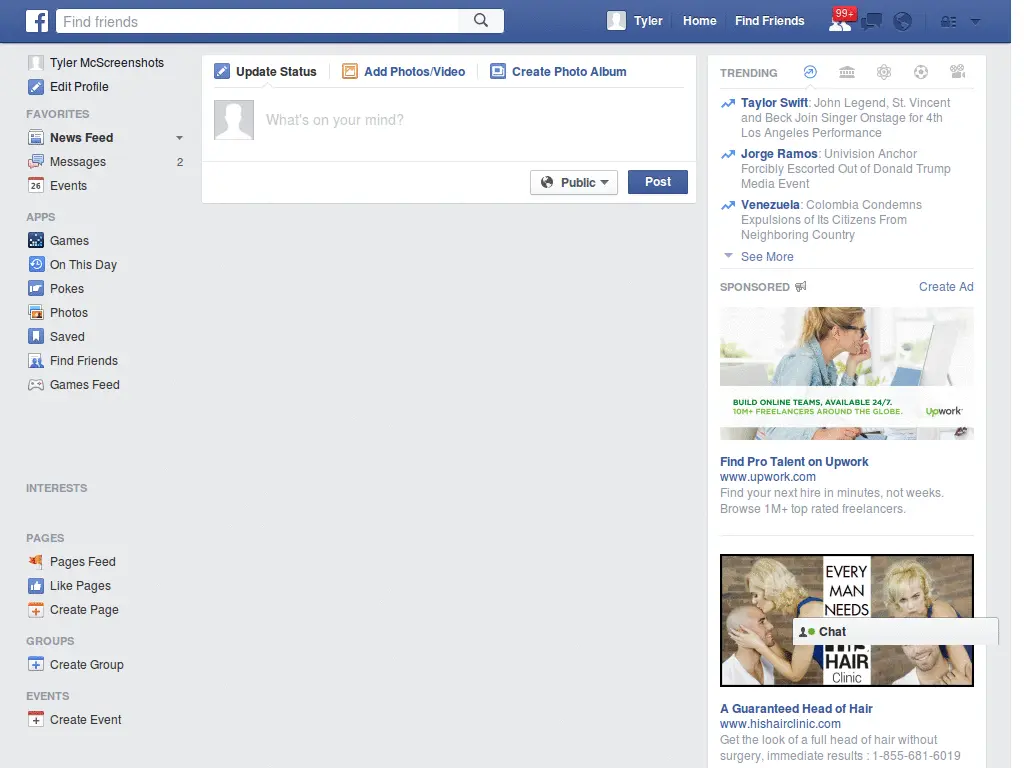 Find friends
Tyler
Home
Find Friends
99+
Tyler McScreenshots
Edit Profile
FAVORITES
News Feed
Messages 2
26 Events
APPS
Games
On This Day
Pokes
Photos
Saved
Find Friends
Games Feed
INTERESTS
PAGES
Pages Feed
Like Pages
Create Page
GROUPS
Create Group
EVENTS
Create Event
Update Status
Add Photos/Video
Create Photo Album
What's on your mind?
Public
Post
TRENDING
Taylor Swift: John Legend, St. Vincent
and Beck Join Singer Onstage for 4th
Los Angeles Performance
Jorge Ramos: Univision Anchor
Forcibly Escorted Out of Donald Trump
Media Event
Venezuela: Colombia Condemns
Expulsions of Its Citizens From
Neighboring Country
See More
SPONSORED
Create Ad
BUILD ONLINE TEAMS, AVAILABLE 24/7.
10M+ FREELANCERS AROUND THE GLOBE.
Upwork
Find Pro Talent on Upwork
www.upwork.com
Find your next hire in minutes, not weeks.
Browse 1M+ top rated freelancers.
EVERY
MAN
NEEDS
HAIR
Clinic
Chat
A Guaranteed Head of Hair
www.hishairclinic.com
Get the look of a full head of hair without
surgery, immediate results : 1-855-681-6019